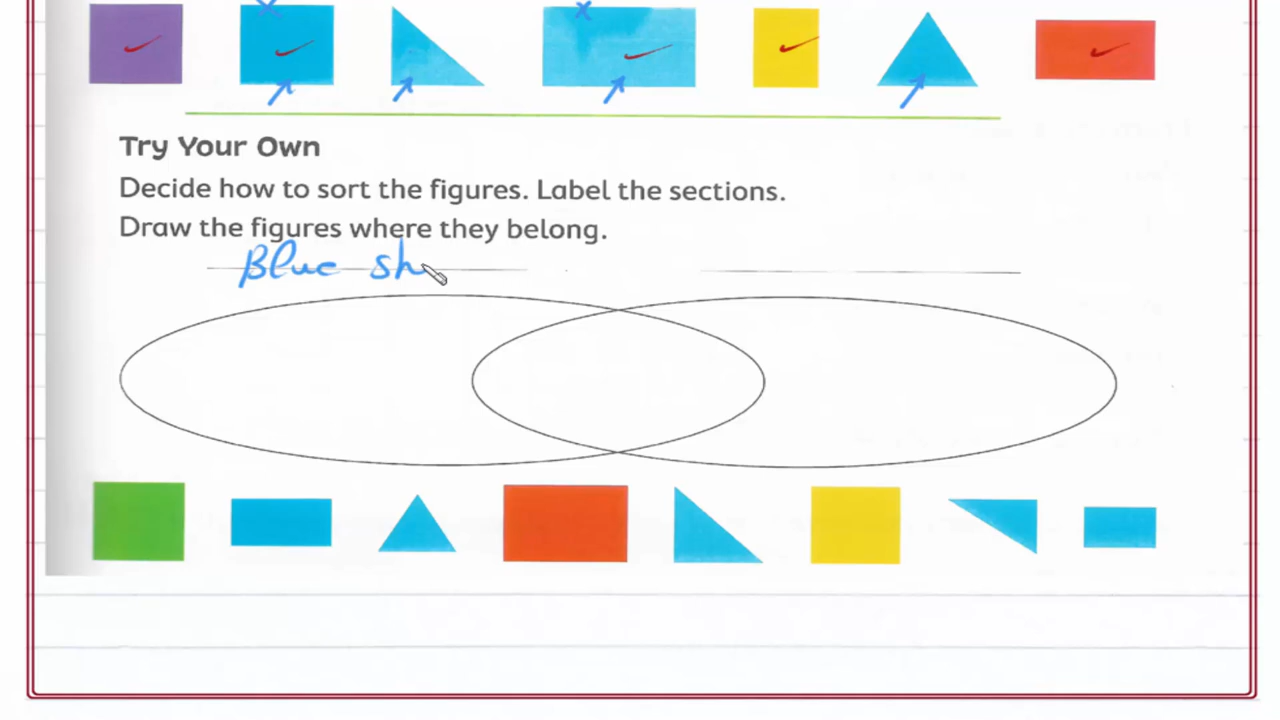 Try Your Own
Decide how to sort the figures. Label the sections.
Draw the figures where they belong.
Blue sh